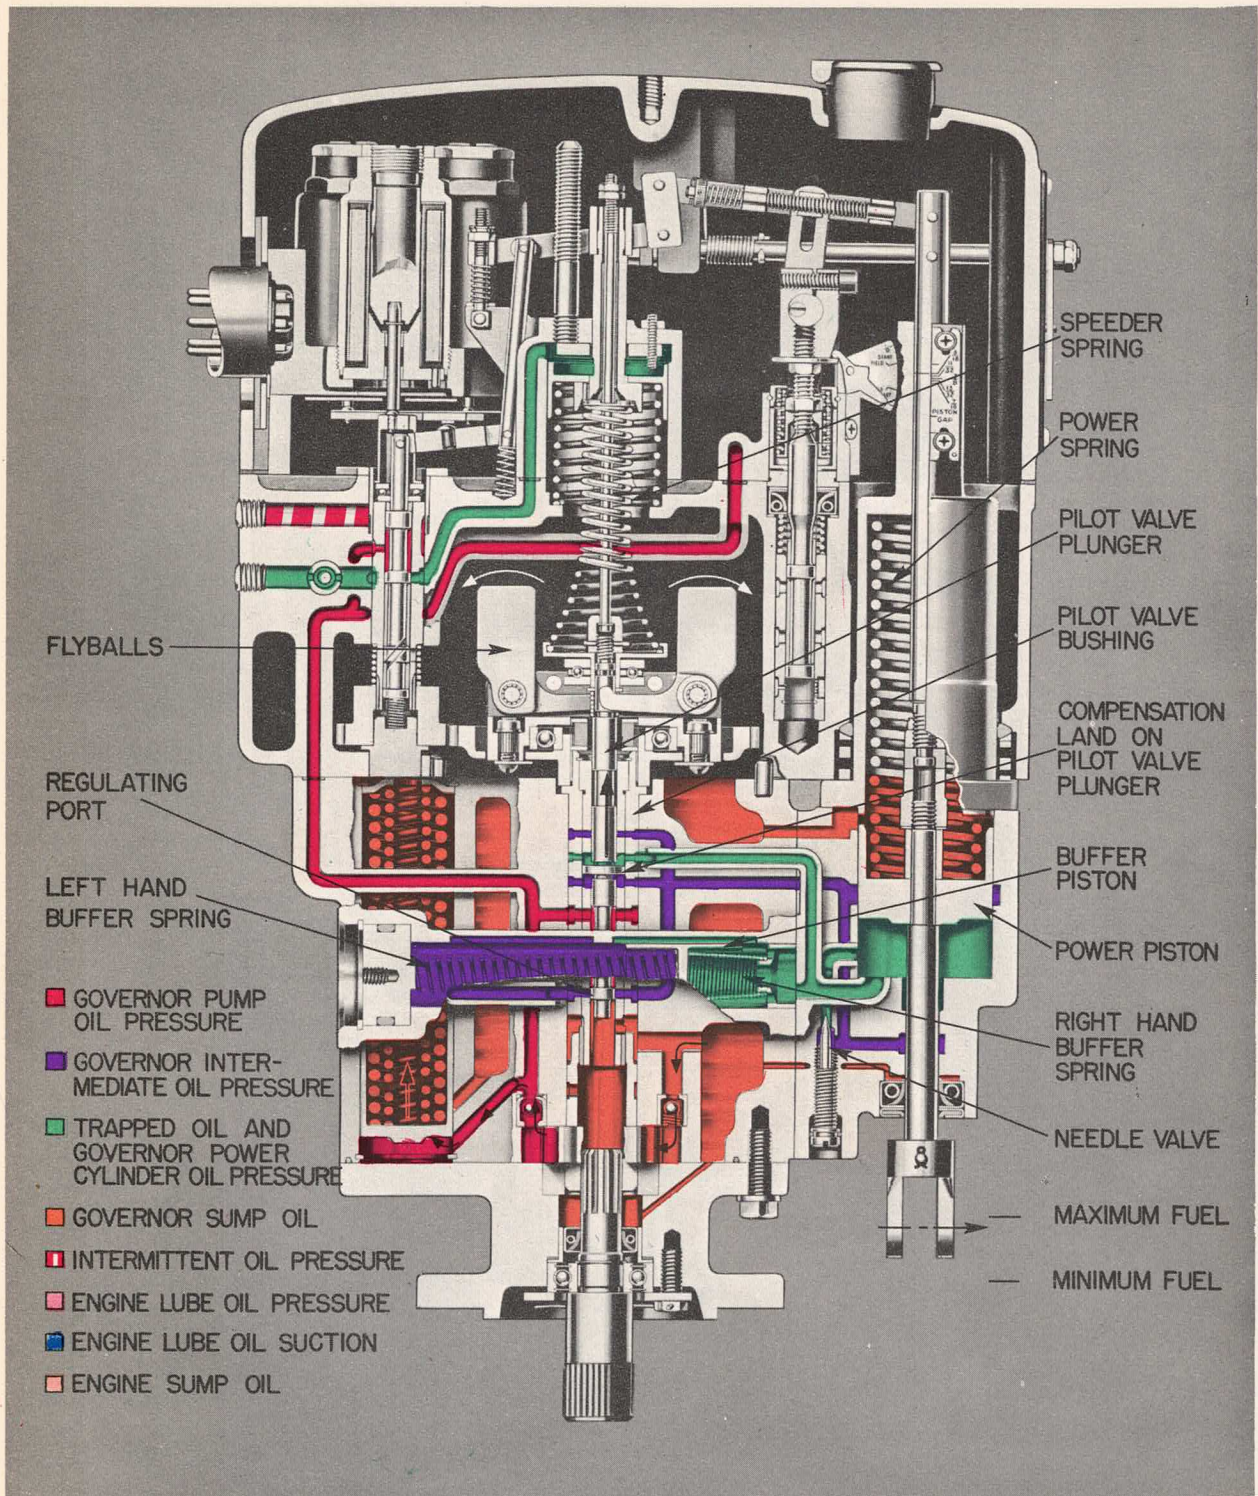 SPEEDER
SPRING
PISTON
GAP
POWER
SPRING
PILOT VALVE
PLUNGER
PILOT VALVE
BUSHING
FLYBALLS
COMPENSATION
LAND ON
PILOT VALVE
PLUNGER
REGULATING
PORT
BUFFER
PISTON
LEFT HAND
BUFFER SPRING
POWER PISTON
RIGHT HAND
BUFFER
SPRING
NEEDLE VALVE
GOVERNOR PUMP
OIL PRESSURE
GOVERNOR INTER-
MEDIATE OIL PRESSURE
TRAPPED OIL AND
GOVERNOR POWER
CYLINDER OIL PRESSURE
GOVERNOR SUMP OIL
INTERMITTENT OIL PRESSURE
ENGINE LUBE OIL PRESSURE
ENGINE LUBE OIL SUCTION
ENGINE SUMP OIL
MAXIMUM FUEL
MINIMUM FUEL